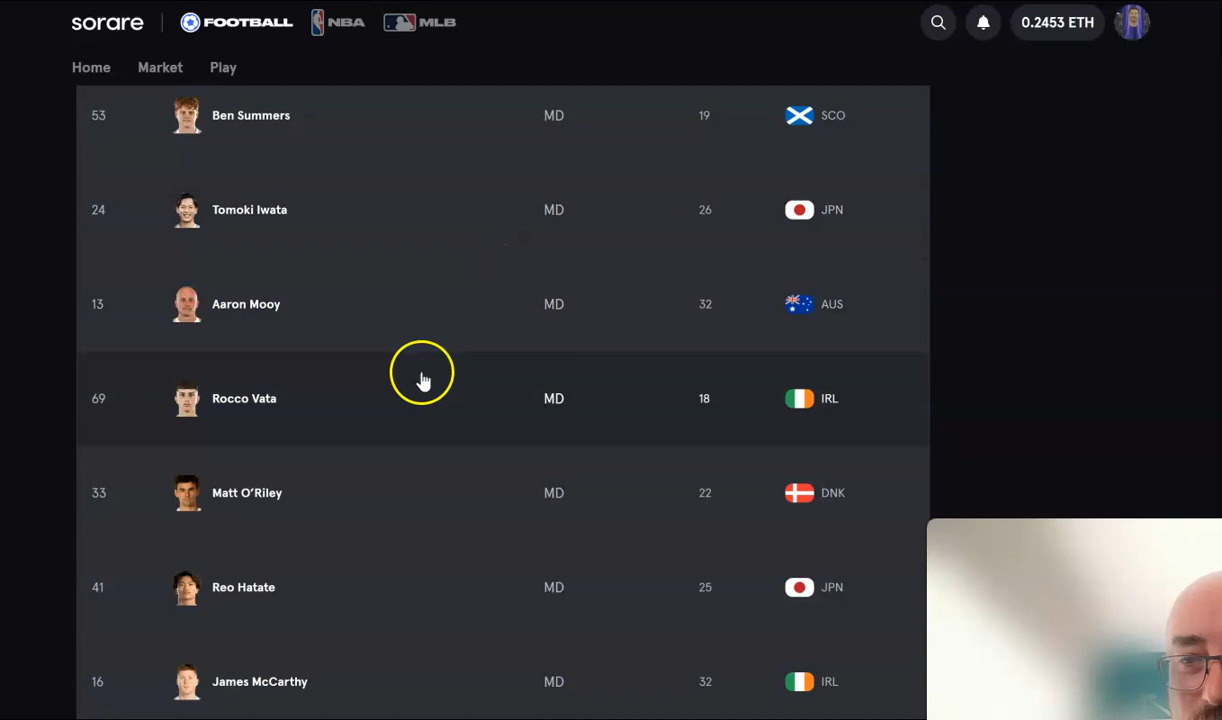 sorare FOOTBALL NBA MLB 0.2453 ETH
Home Market Play
53 Ben Summers MD 19 SCO
24 Tomoki Iwata MD 26 JPN
13 Aaron Mooy MD 32 AUS
69 Rocco Vata MD 18 IRL
33 Matt O’Riley MD 22 DNK
41 Reo Hatate MD 25 JPN
16 James McCarthy MD 32 IRL